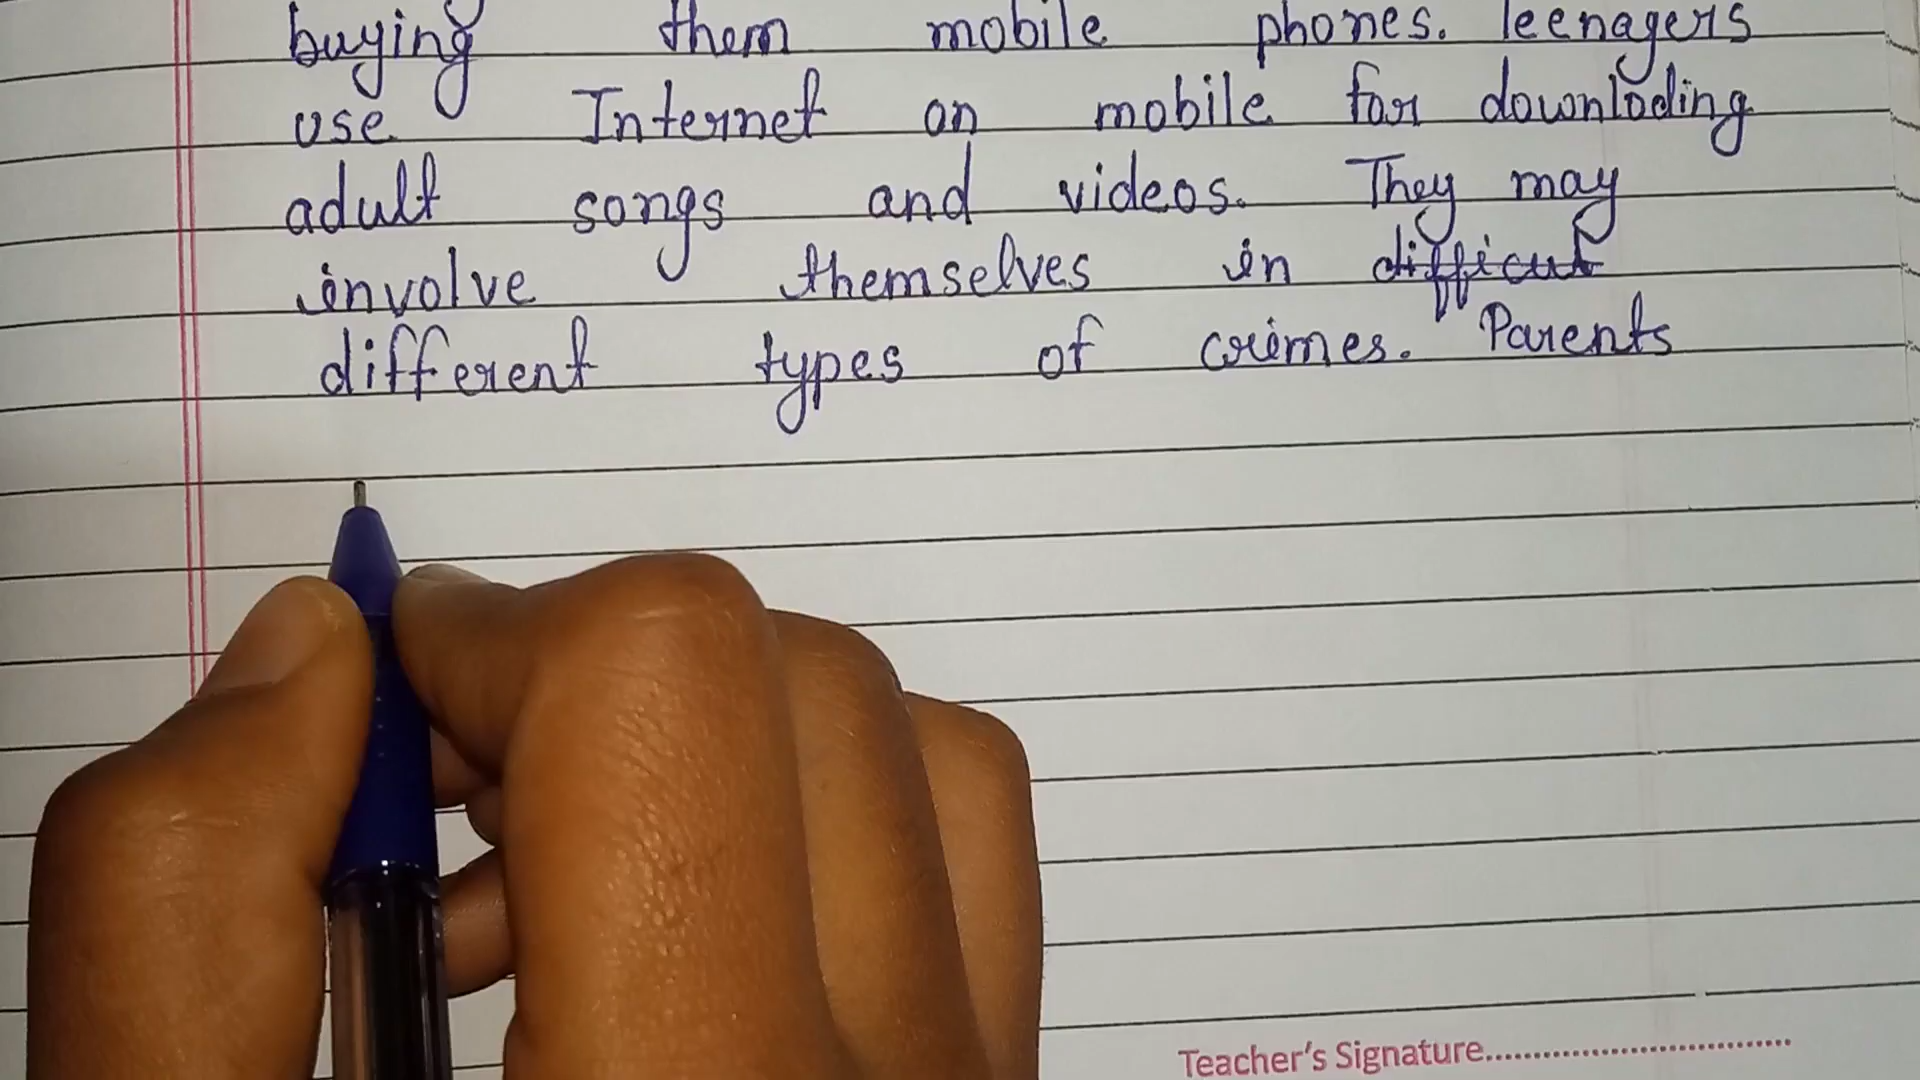 buying them mobile phones. Teenagers
use Internet on mobile for downloding
adult songs and videos. They may
involve themselves in difficult
different types of crimes. Parents
Teacher's Signature..................................